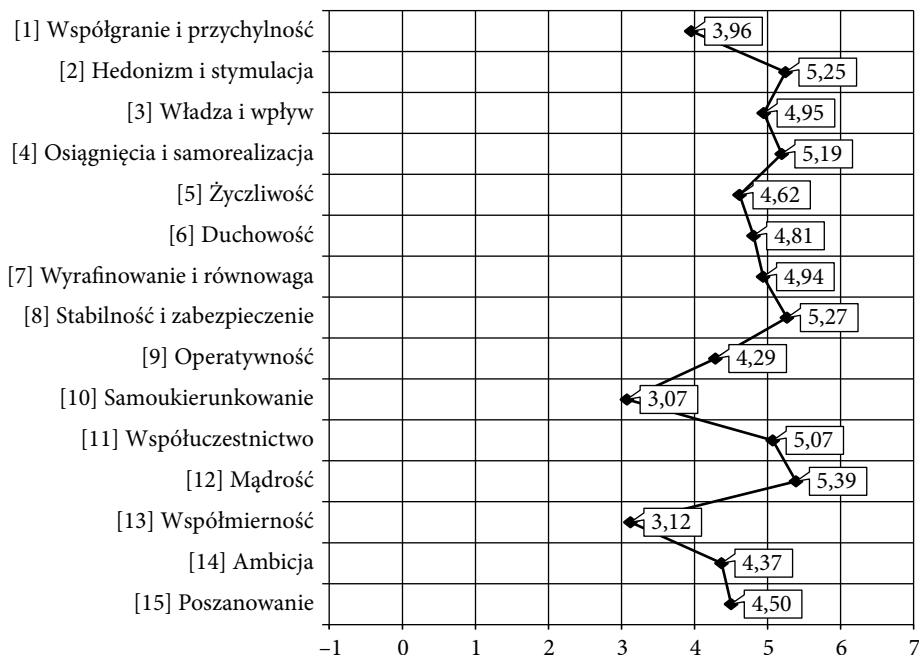 [1] Współgranie i przychylność 3,96
[2] Hedonizm i stymulacja 5,25
[3] Władza i wpływ 4,95
[4] Osiągnięcia i samorealizacja 5,19
[5] Życzliwość 4,62
[6] Duchowość 4,81
[7] Wyrafinowanie i równowaga 4,94
[8] Stabilność i zabezpieczenie 5,27
[9] Operatywność 4,29
[10] Samoukierunkowanie 3,07
[11] Współuczestnictwo 5,07
[12] Mądrość 5,39
[13] Współmierność 3,12
[14] Ambicja 4,37
[15] Poszanowanie 4,50
–1 0 1 2 3 4 5 6 7